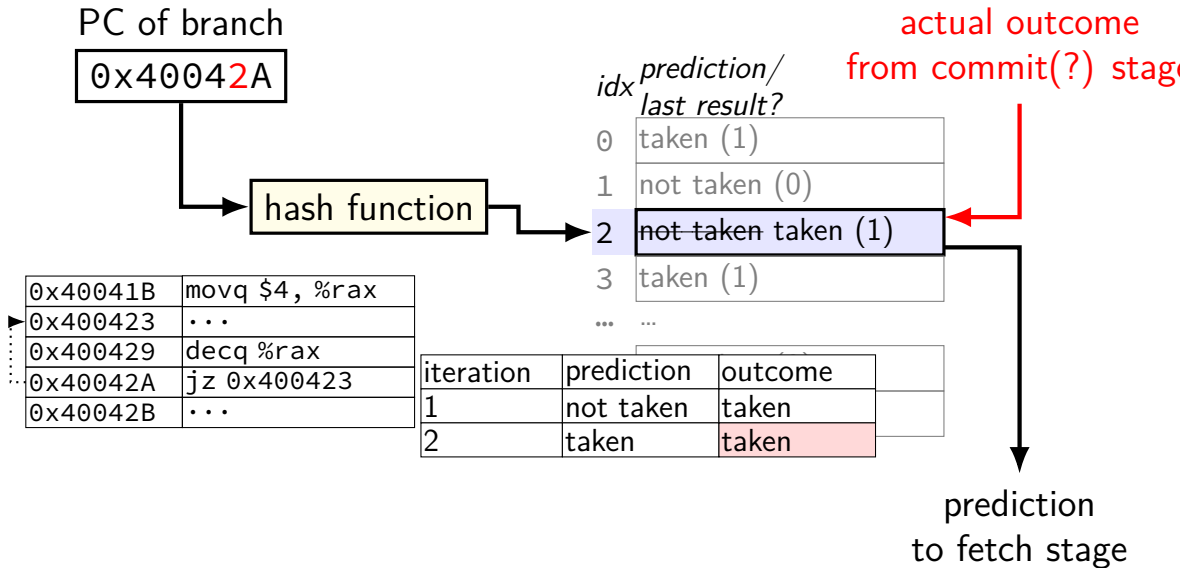 PC of branch
0x40042A
hash function
idx
prediction/
last result?
0 taken (1)
1 not taken (0)
2 not taken taken (1)
3 taken (1)
… …
actual outcome
from commit(?) stage
0x40041B movq $4, %rax
0x400423 ...
0x400429 decq %rax
0x40042A jz 0x400423
0x40042B ...
iteration prediction outcome
1 not taken taken
2 taken taken
prediction
to fetch stage